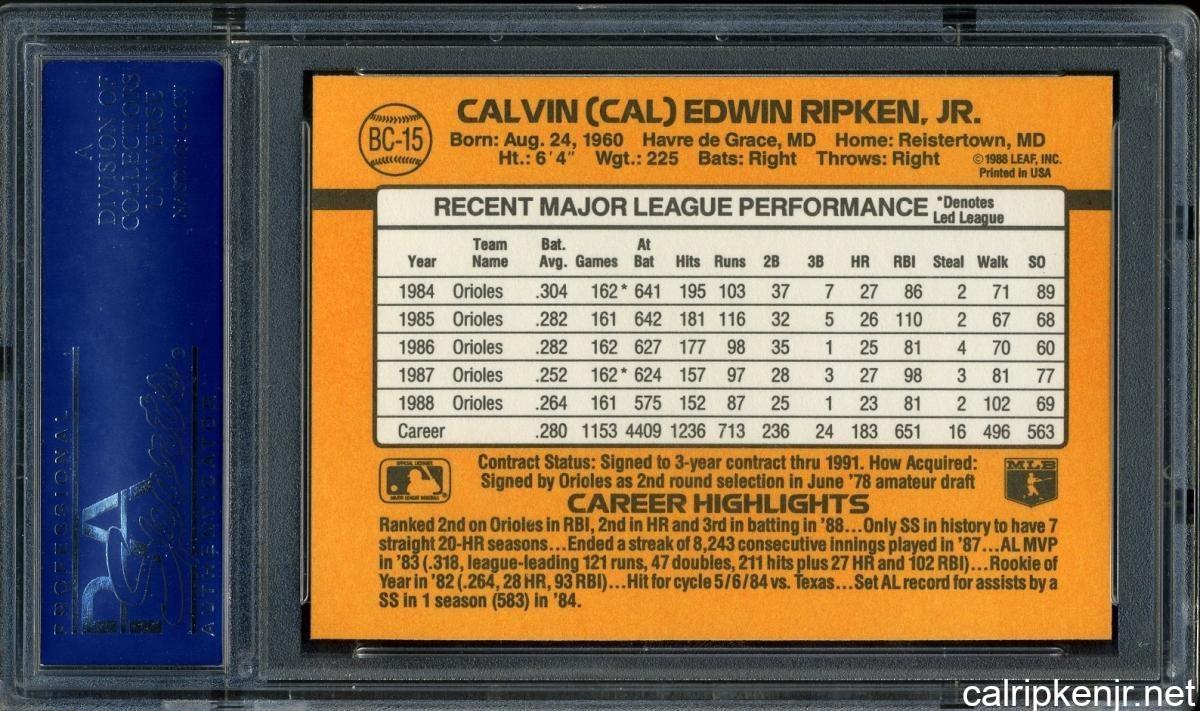 A
DIVISION OF
COLLECTORS
UNIVERSE
NASDAQ: CLCT
PROFESSIONAL
PSA
AUTHENTICATER
BC-15
CALVIN (CAL) EDWIN RIPKEN, JR.
Born: Aug. 24, 1960 Havre de Grace, MD Home: Reistertown, MD
Ht.: 6'4" Wgt.: 225 Bats: Right Throws: Right
©1988 LEAF, INC.
Printed in USA
RECENT MAJOR LEAGUE PERFORMANCE *Denotes
Led League
Year Team Name Bat. Avg. Games At Bat Hits Runs 2B 3B HR RBI Steal Walk SO
1984 Orioles .304 162* 641 195 103 37 7 27 86 2 71 89
1985 Orioles .282 161 642 181 116 32 5 26 110 2 67 68
1986 Orioles .282 162 627 177 98 35 1 25 81 4 70 60
1987 Orioles .252 162* 624 157 97 28 3 27 98 3 81 77
1988 Orioles .264 161 575 152 87 25 1 23 81 2 102 69
Career .280 1153 4409 1236 713 236 24 183 651 16 496 563
Contract Status: Signed to 3-year contract thru 1991. How Acquired:
Signed by Orioles as 2nd round selection in June '78 amateur draft
MLB
CAREER HIGHLIGHTS
Ranked 2nd on Orioles in RBI, 2nd in HR and 3rd in batting in '88...Only SS in history to have 7
straight 20-HR seasons...Ended a streak of 8,243 consecutive innings played in '87...AL MVP
in '83 (.318, league-leading 121 runs, 47 doubles, 211 hits plus 27 HR and 102 RBI)...Rookie of
Year in '82 (.264, 28 HR, 93 RBI)...Hit for cycle 5/6/84 vs. Texas...Set AL record for assists by a
SS in 1 season (583) in '84.
calripkenjr.net